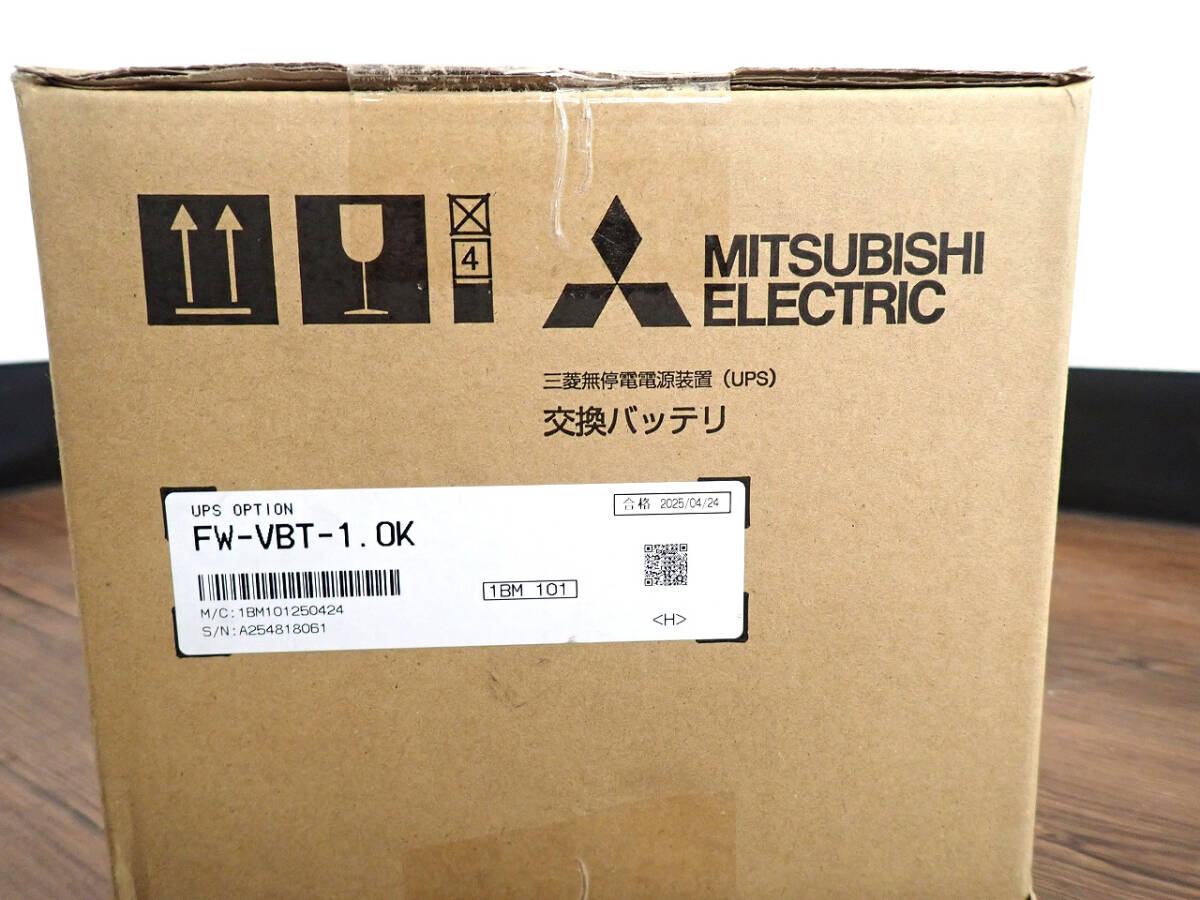 4
MITSUBISHI
ELECTRIC
三菱無停電電源装置（UPS）
交換バッテリ
UPS OPTION
合格 2025/04/24
FW-VBT-1.0K
1BM 101
M/C:1BM101250424
S/N:A254818061
<H>